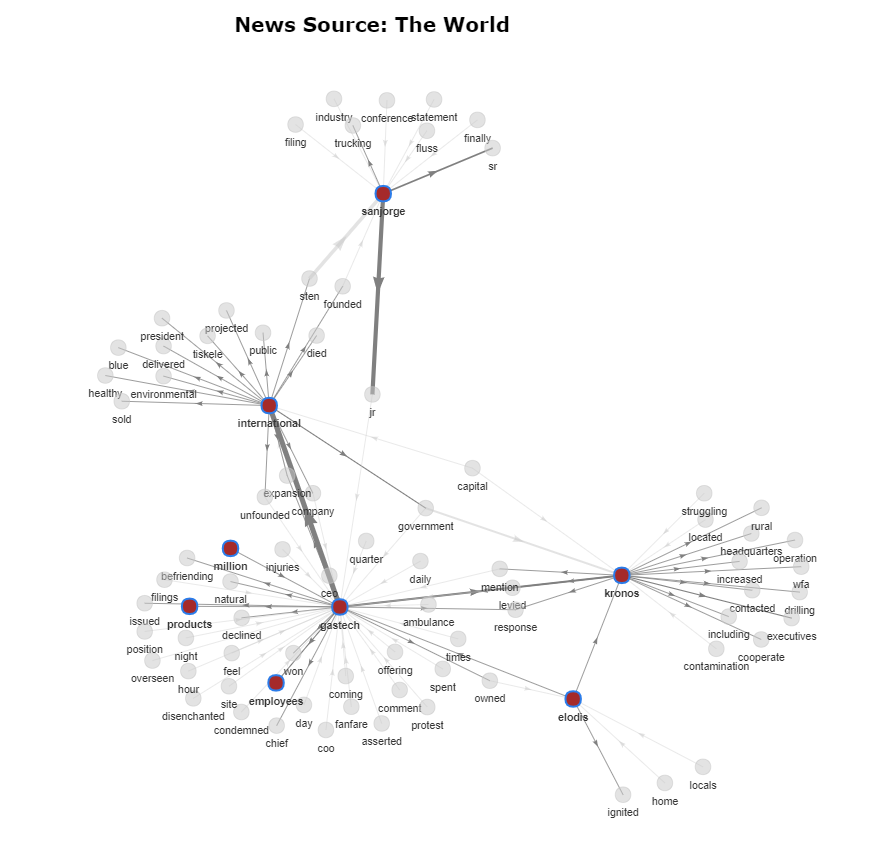 News Source: The World
industry
conference
statement
filing
trucking
fluss
finally
sr
sanjorge
sten
founded
president
projected
tiskele
public
died
blue
delivered
healthy
environmental
sold
international
jr
capital
expansion
unfounded
company
government
struggling
located
rural
headquarters
operation
million
injuries
quarter
daily
befriending
ceo
mention
kronos
increased
wfa
filings
natural
levied
contacted
drilling
issued
products
gastech
ambulance
response
declined
including
executives
position
night
times
cooperate
contamination
overseen
feel
won
offering
hour
site
employees
coming
spent
owned
disenchanted
condemned
day
fanfare
comment
protest
elodis
chief
coo
asserted
locals
home
ignited